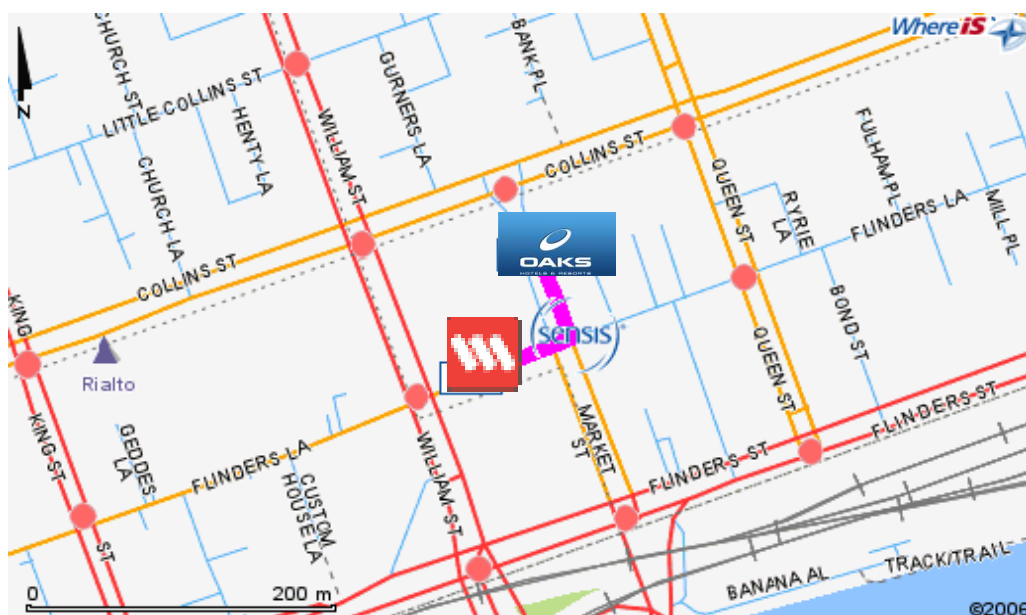 WhereiS
CHURCH ST
BANK PL
GURNERS LA
LITTLE COLLINS ST
HENTY LA
WILLIAM ST
COLLINS ST
FULHAM PL
CHURCH LA
QUEEN ST
RYRIE
LA
FLINDERS LA
MILL PL
OAKS
HOTELS & RESORTS
COLLINS ST
KING
BOND ST
sensis
Rialto
QUEEN ST
KING ST
GEDDES
LA
FLINDERS LA
MARKET
ST
FLINDERS ST
FLINDERS ST
WILLIAM ST
CUSTOM
HOUSE LA
ST
N
0
200 m
BANANA AL
TRACK/TRAIL